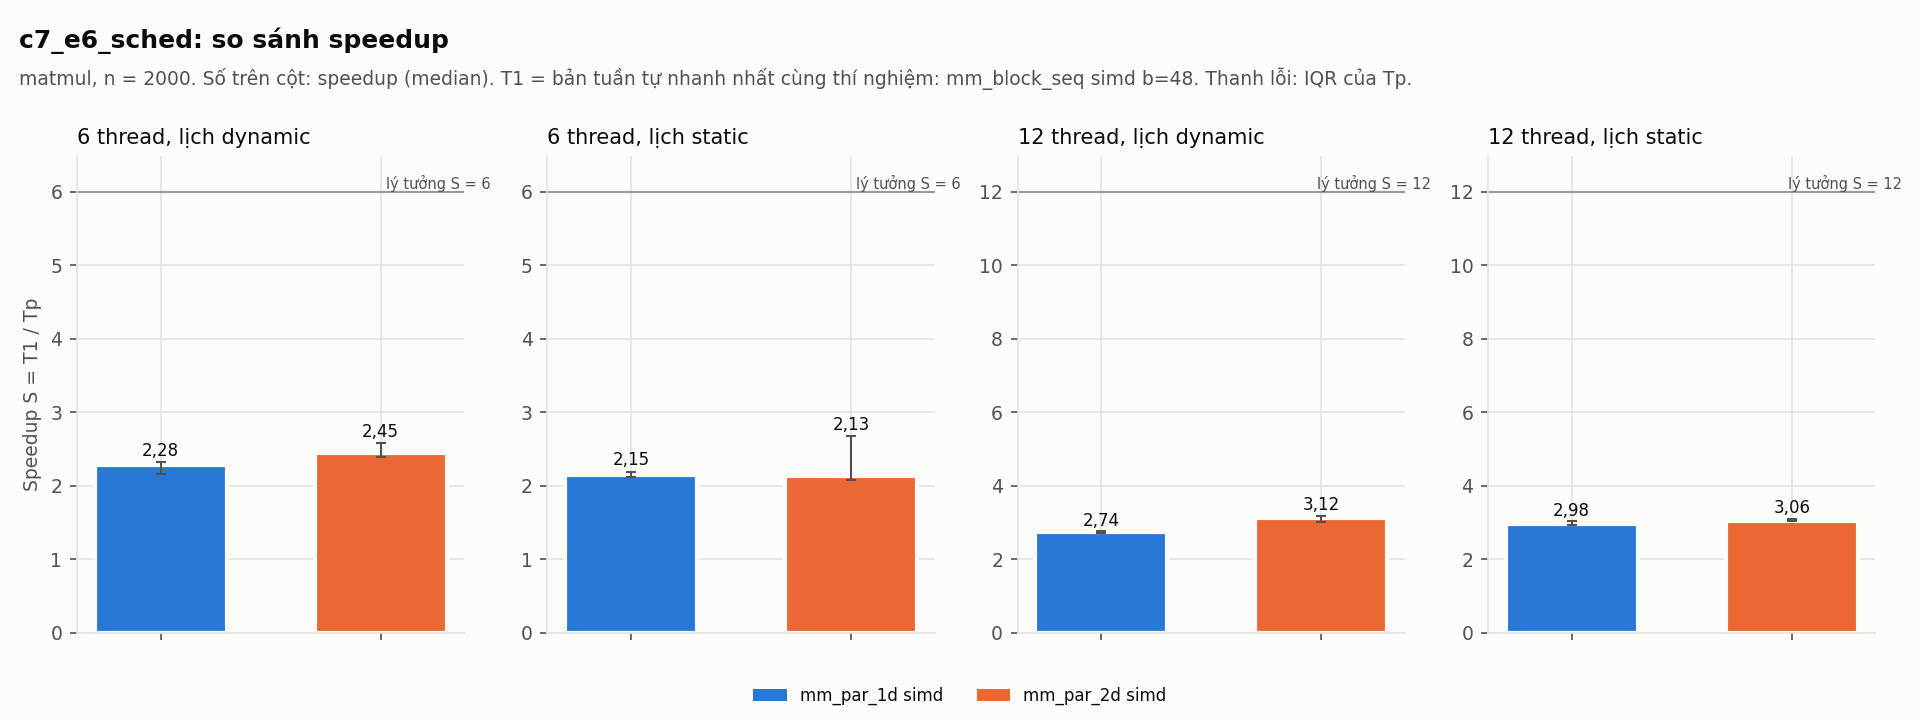 c7_e6_sched: so sánh speedup
matmul, n = 2000. Số trên cột: speedup (median). T1 = bản tuần tự nhanh nhất cùng thí nghiệm: mm_block_seq simd b=48. Thanh lỗi: IQR của Tp.
6 thread, lịch dynamic
lý tưởng S = 6
6
5
4
3
2
1
0
Speedup S = T1 / Tp
2,28
2,45
6 thread, lịch static
lý tưởng S = 6
6
5
4
3
2
1
0
2,15
2,13
12 thread, lịch dynamic
lý tưởng S = 12
12
10
8
6
4
2
0
2,74
3,12
12 thread, lịch static
lý tưởng S = 12
12
10
8
6
4
2
0
2,98
3,06
mm_par_1d simd
mm_par_2d simd